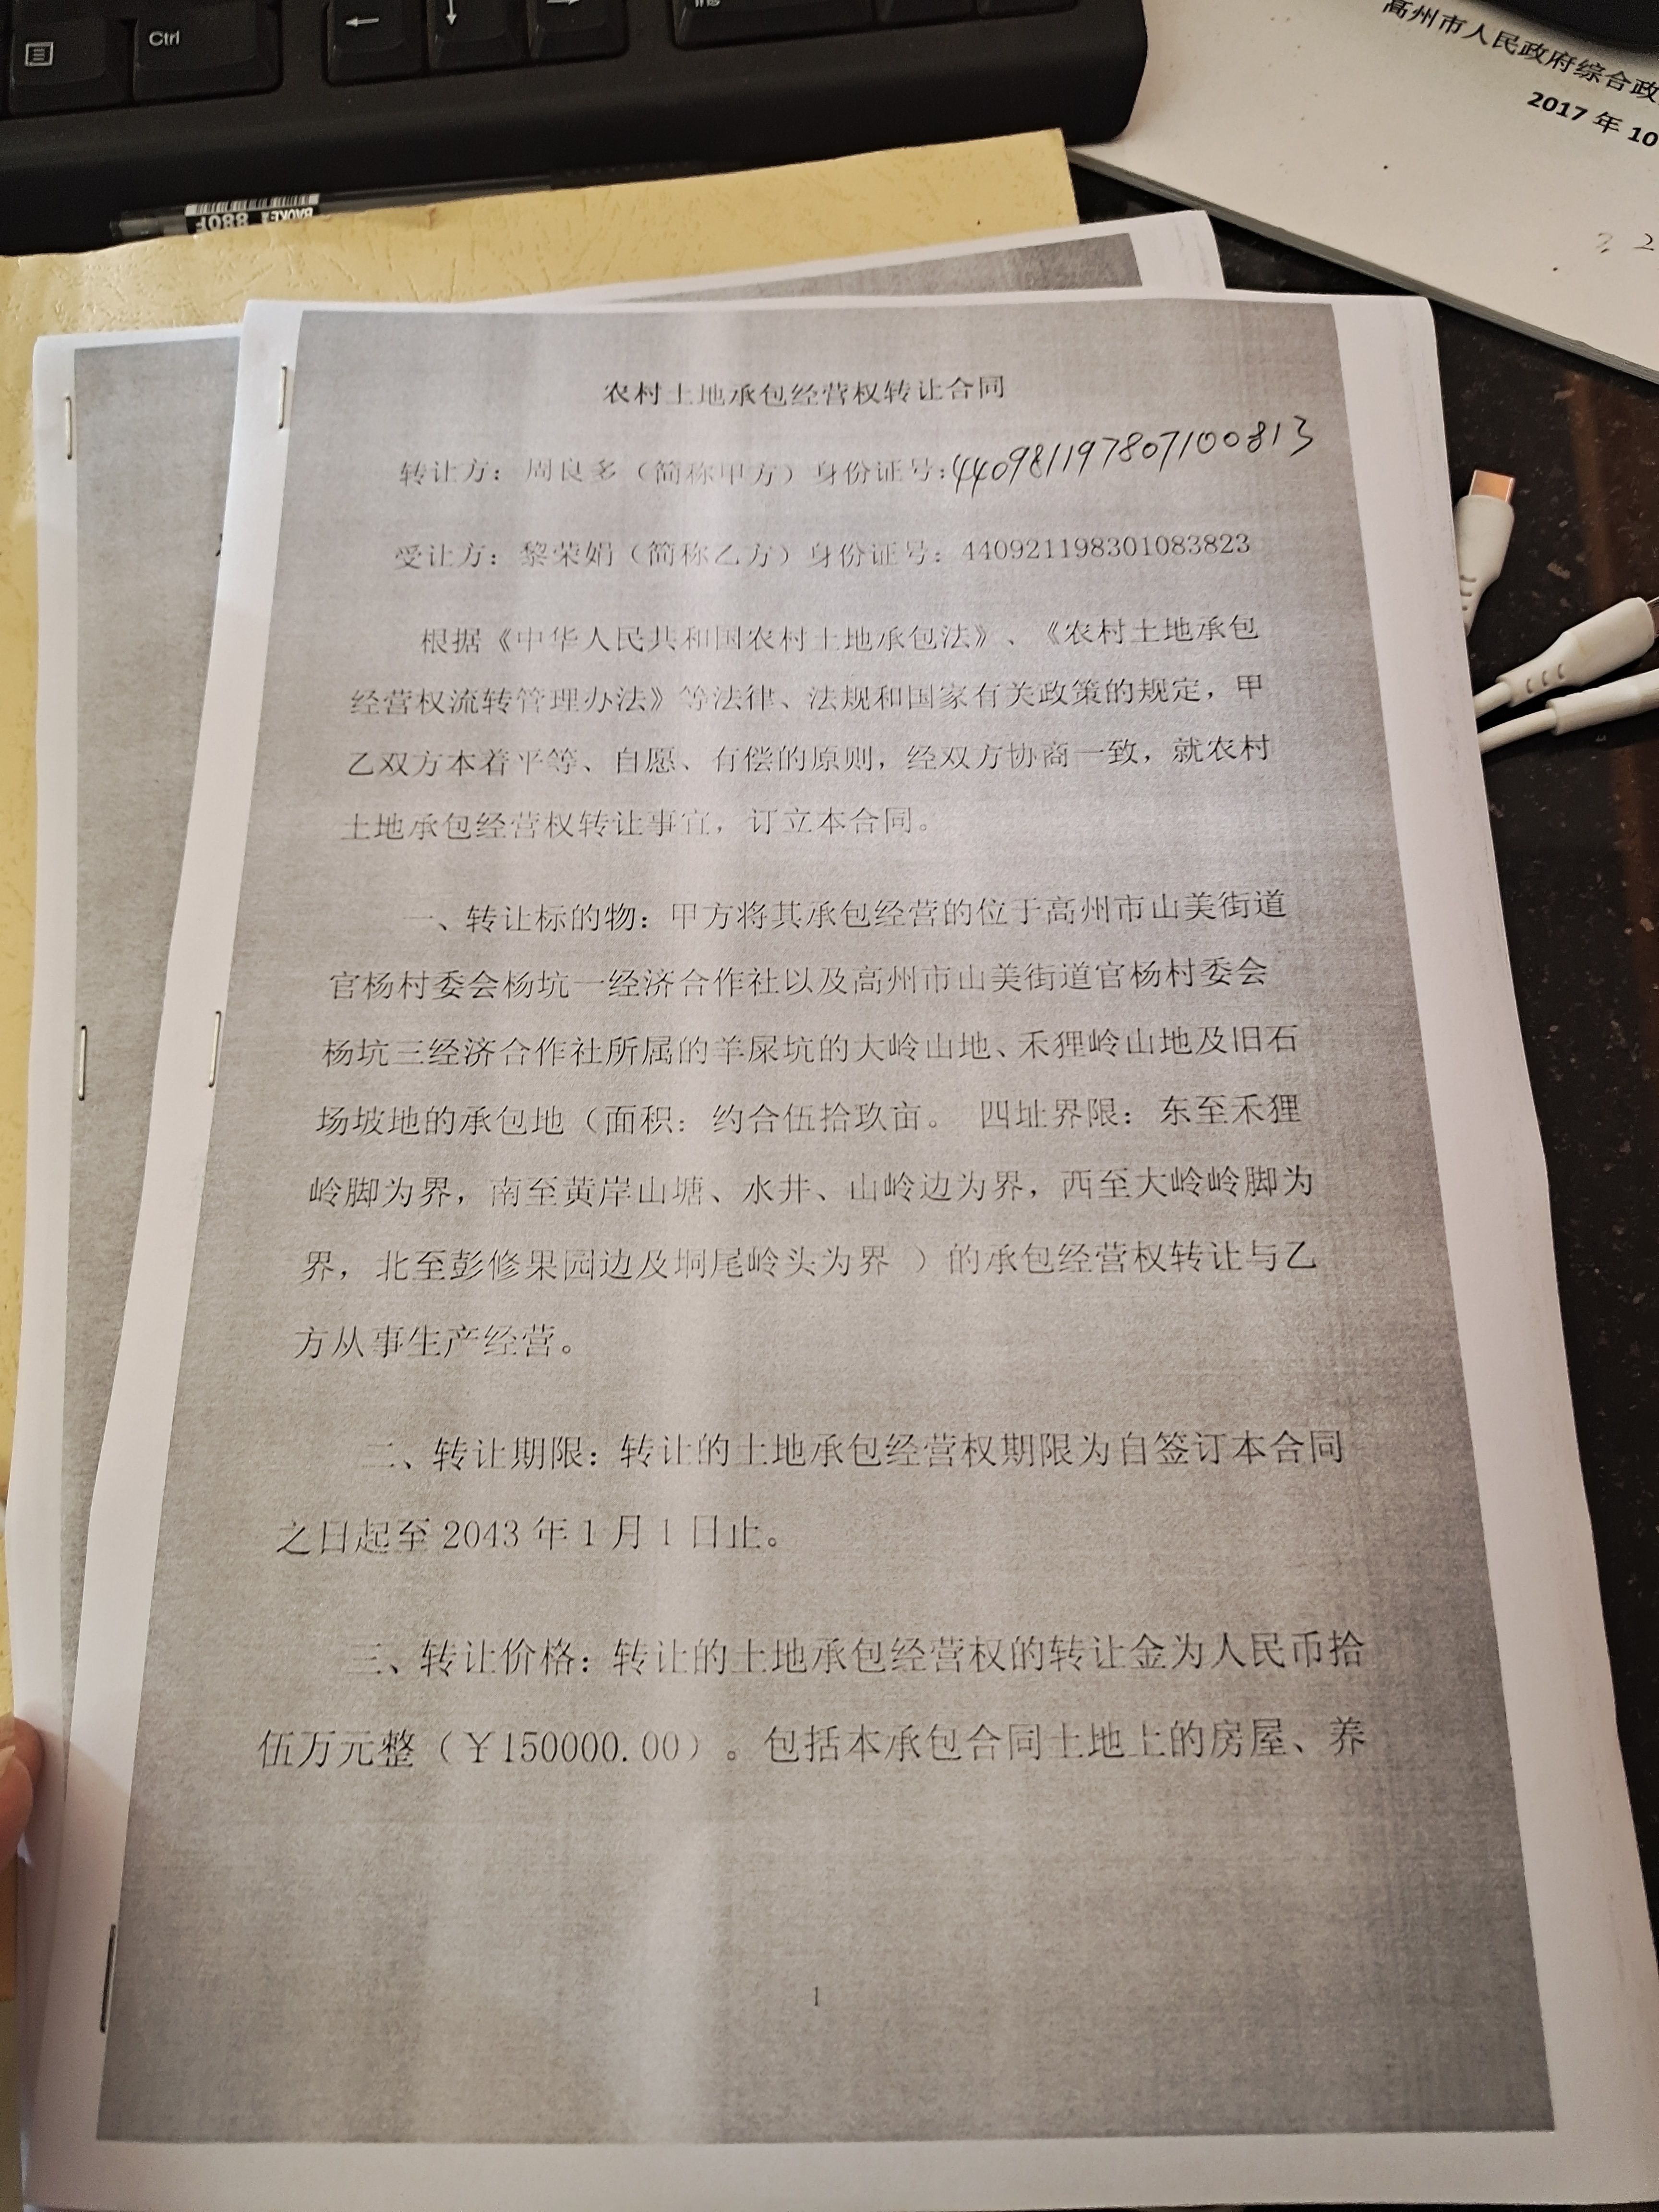 Ctrl
Ins
BAOKE 880F
高州市人民政府综合政
2017 年 10
农村土地承包经营权转让合同
转让方：周良多（简称甲方）身份证号:440981197807100813
受让方：黎荣娟（简称乙方）身份证号：440921198301083823
根据《中华人民共和国农村土地承包法》、《农村土地承包
经营权流转管理办法》等法律、法规和国家有关政策的规定，甲
乙双方本着平等、自愿、有偿的原则，经双方协商一致，就农村
土地承包经营权转让事宜，订立本合同。
一、转让标的物：甲方将其承包经营的位于高州市山美街道
官杨村委会杨坑一经济合作社以及高州市山美街道官杨村委会
杨坑三经济合作社所属的羊屎坑的大岭山地、禾狸岭山地及旧石
场坡地的承包地（面积：约合伍拾玖亩。 四址界限：东至禾狸
岭脚为界，南至黄岸山塘、水井、山岭边为界，西至大岭岭脚为
界，北至彭修果园边及垌尾岭头为界 ）的承包经营权转让与乙
方从事生产经营。
二、转让期限：转让的土地承包经营权期限为自签订本合同
之日起至 2043 年 1 月 1 日止。
三、转让价格：转让的土地承包经营权的转让金为人民币拾
伍万元整（￥150000.00）。包括本承包合同土地上的房屋、养
1